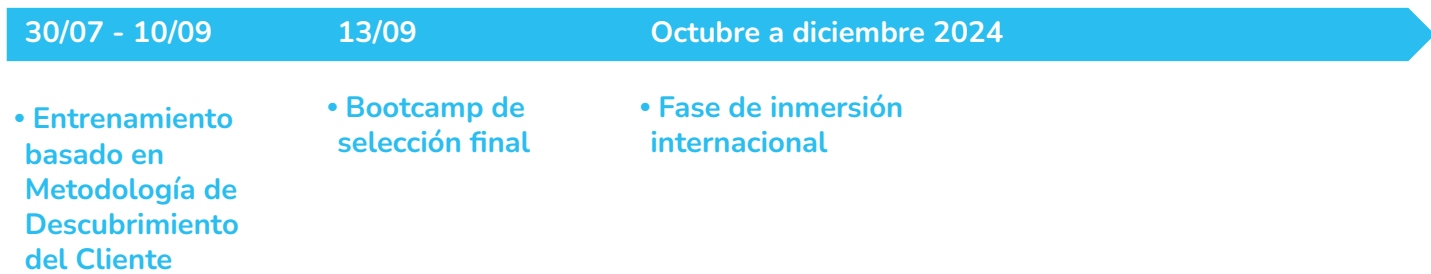 30/07 - 10/09
13/09
Octubre a diciembre 2024
• Entrenamiento
basado en
Metodología de
Descubrimiento
del Cliente
• Bootcamp de
selección final
• Fase de inmersión
internacional